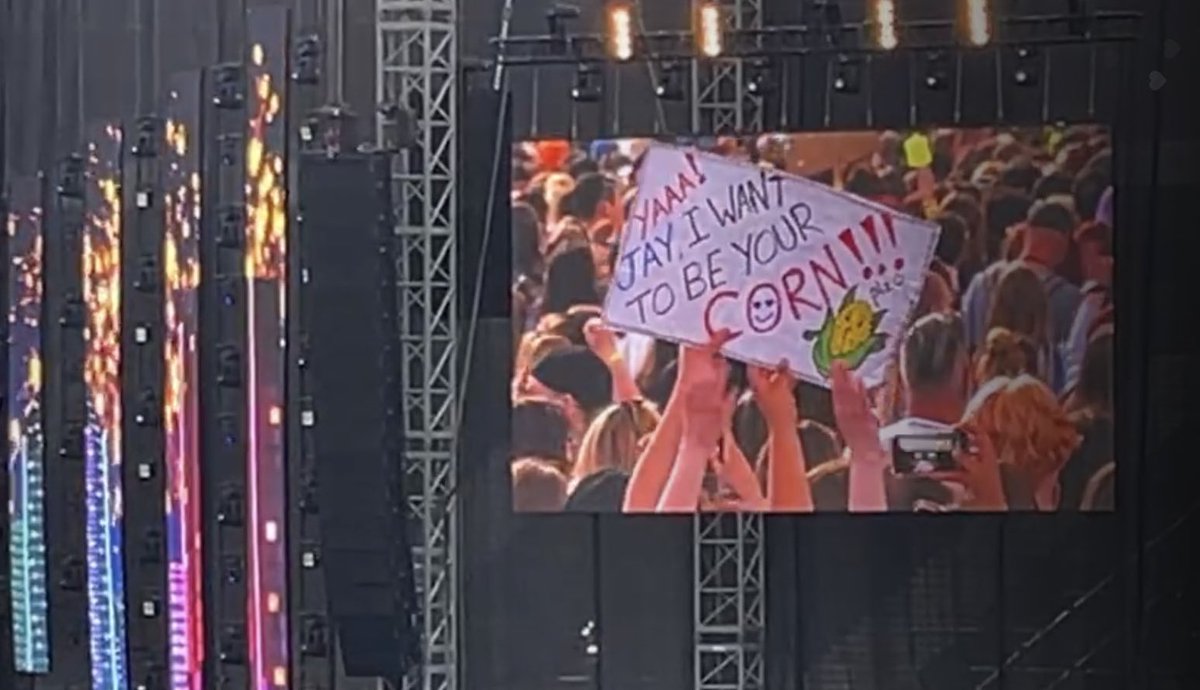 YAAA!
JAY, I WANT
TO BE YOUR
CORN!!!